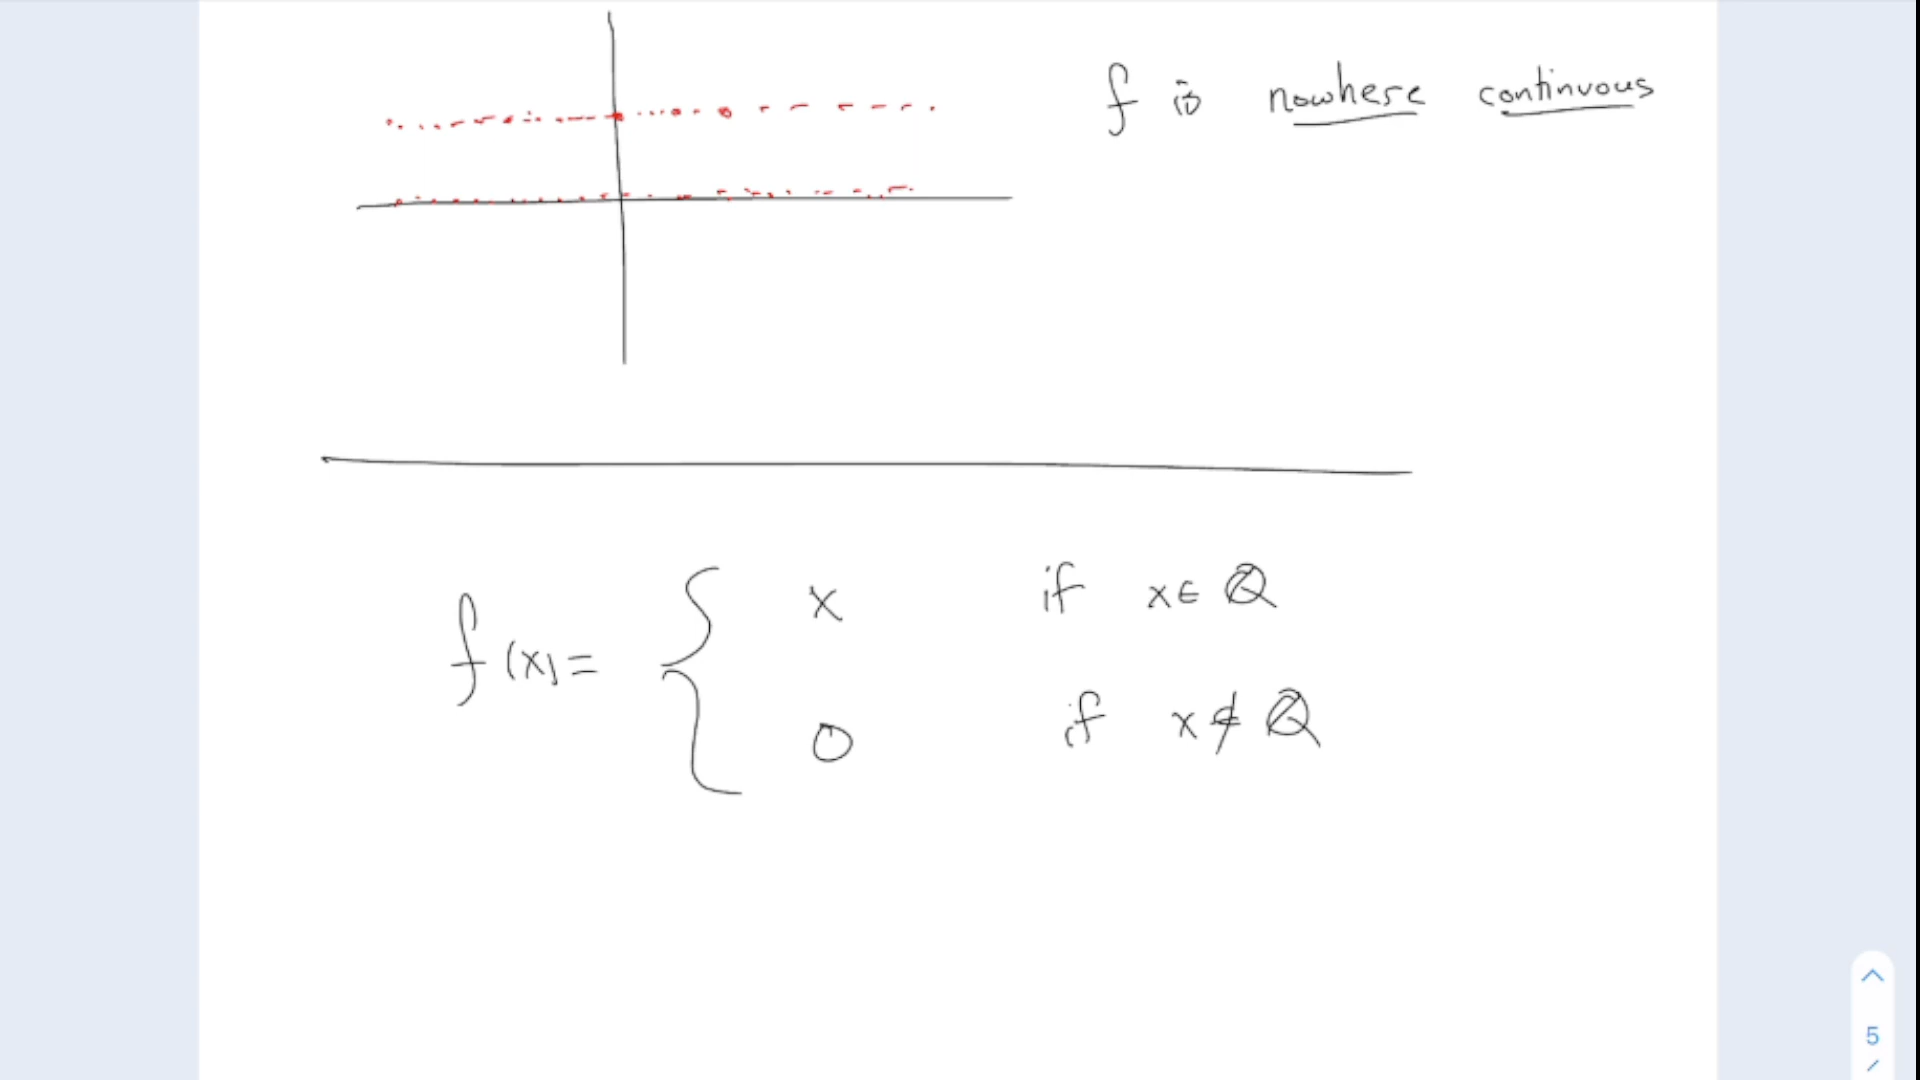 f is nowhere continuous
f(x) = { x if x ∈ ℚ
0 if x ∉ ℚ
5